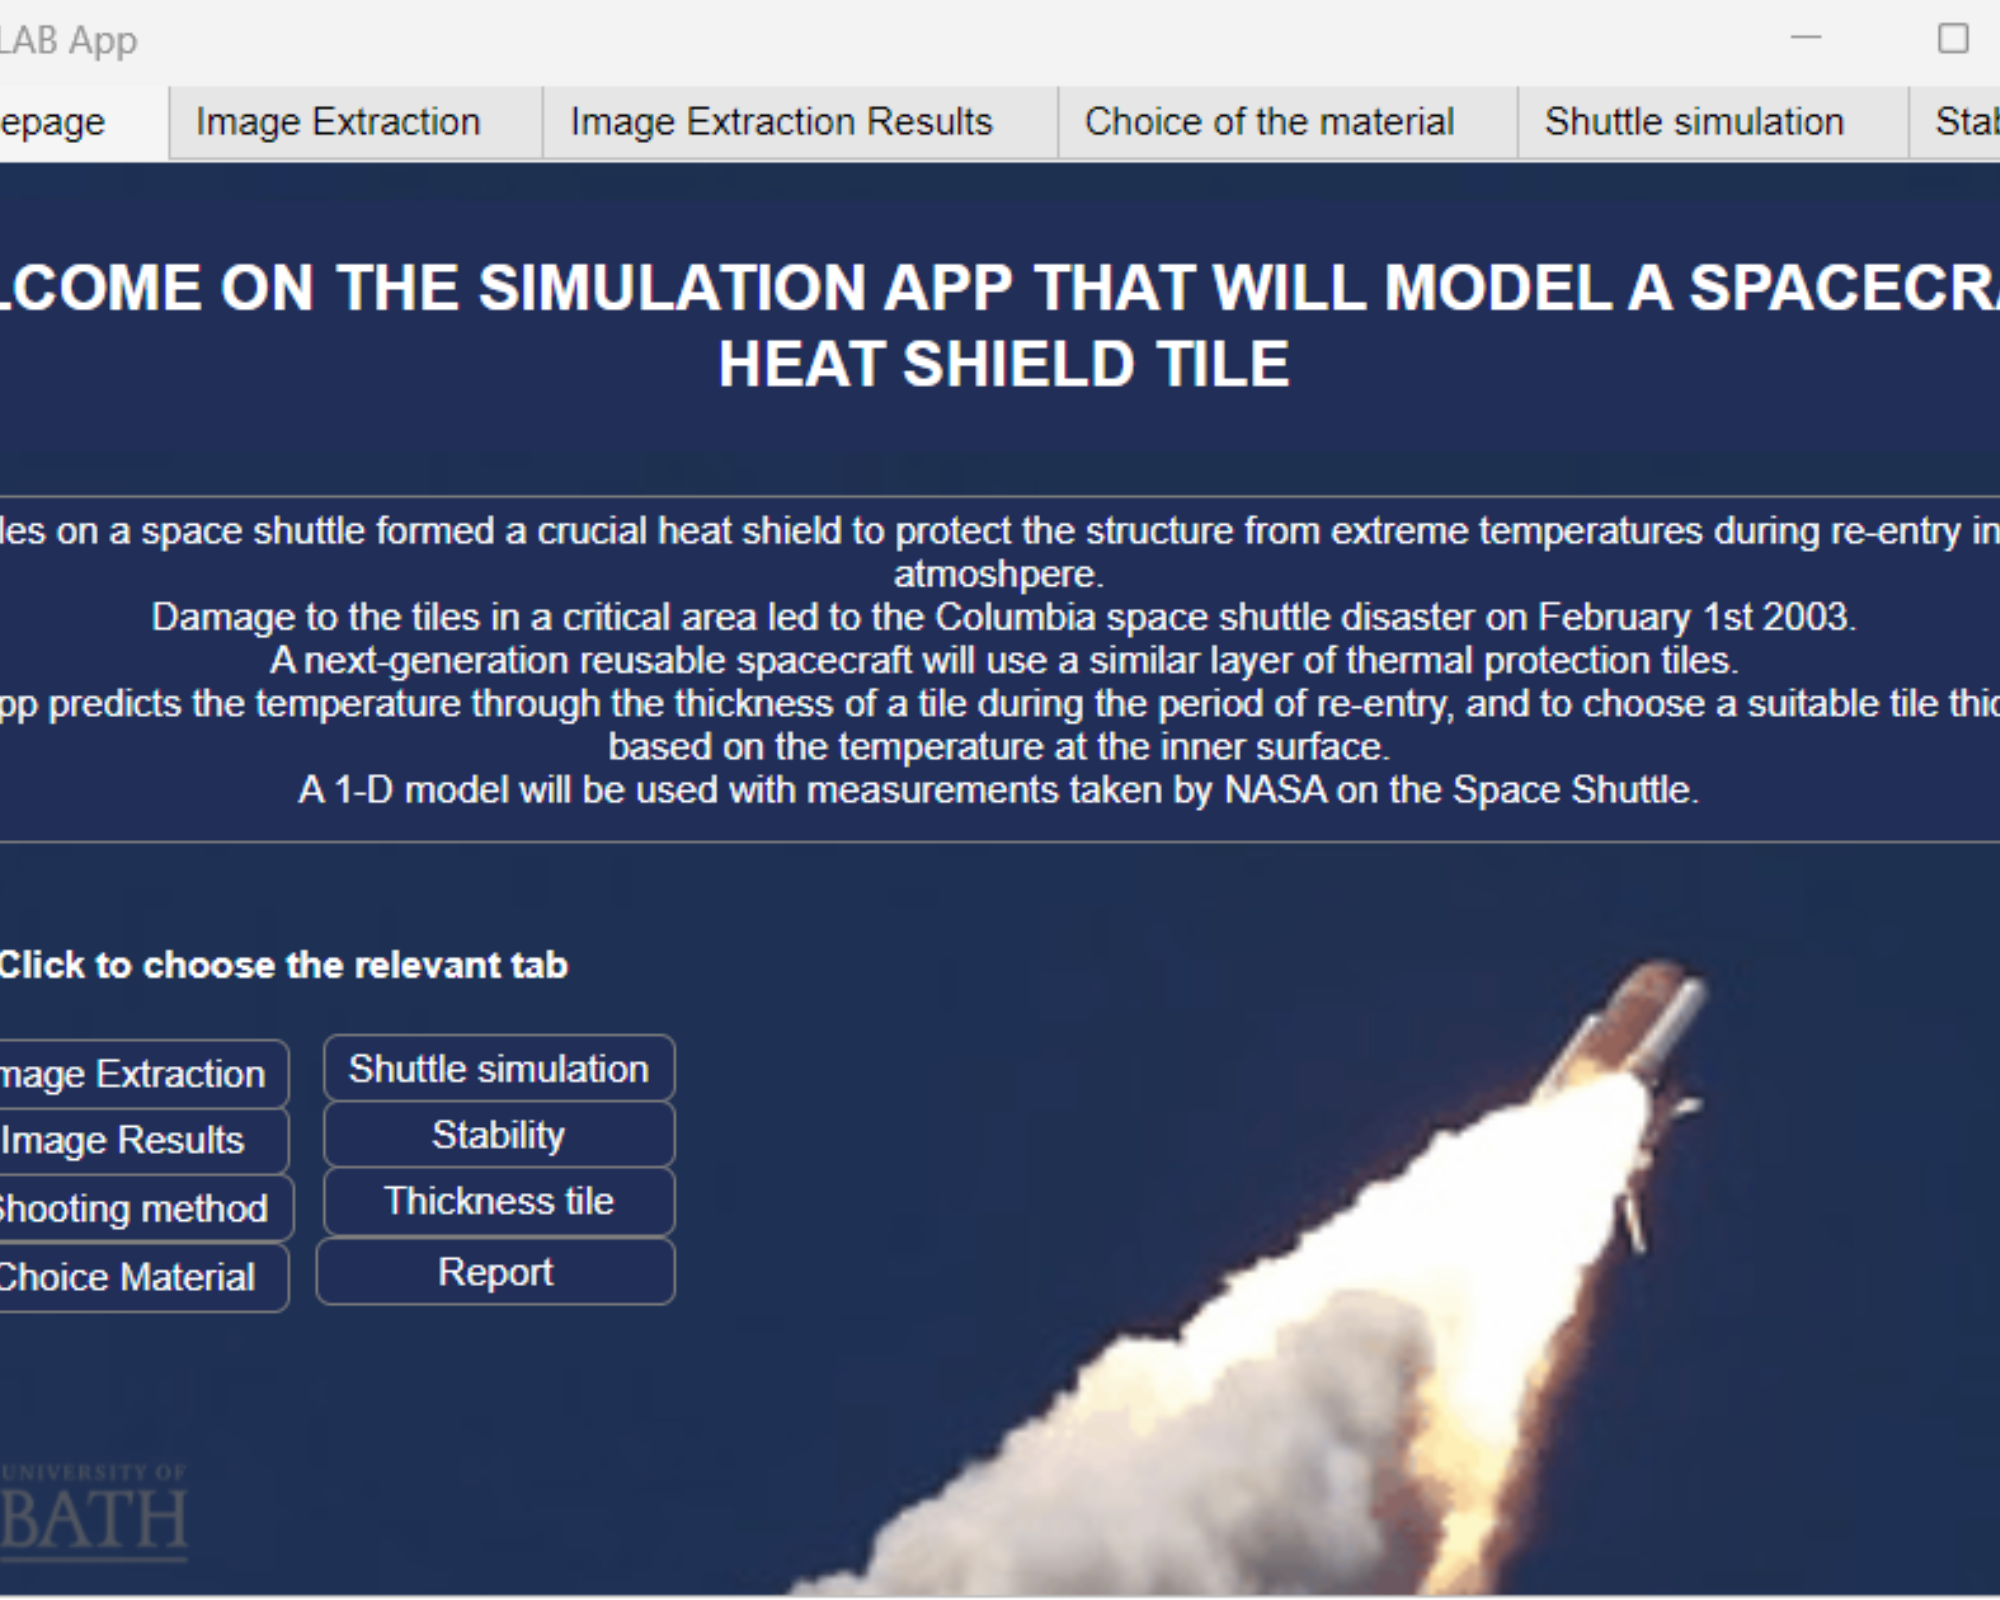 LAB App
epage
Image Extraction
Image Extraction Results
Choice of the material
Shuttle simulation
Stab
LCOME ON THE SIMULATION APP THAT WILL MODEL A SPACECRA
HEAT SHIELD TILE
les on a space shuttle formed a crucial heat shield to protect the structure from extreme temperatures during re-entry in
atmoshpere.
Damage to the tiles in a critical area led to the Columbia space shuttle disaster on February 1st 2003.
A next-generation reusable spacecraft will use a similar layer of thermal protection tiles.
pp predicts the temperature through the thickness of a tile during the period of re-entry, and to choose a suitable tile thic
based on the temperature at the inner surface.
A 1-D model will be used with measurements taken by NASA on the Space Shuttle.
Click to choose the relevant tab
mage Extraction
Shuttle simulation
Image Results
Stability
Shooting method
Thickness tile
Choice Material
Report
UNIVERSITY OF
BATH